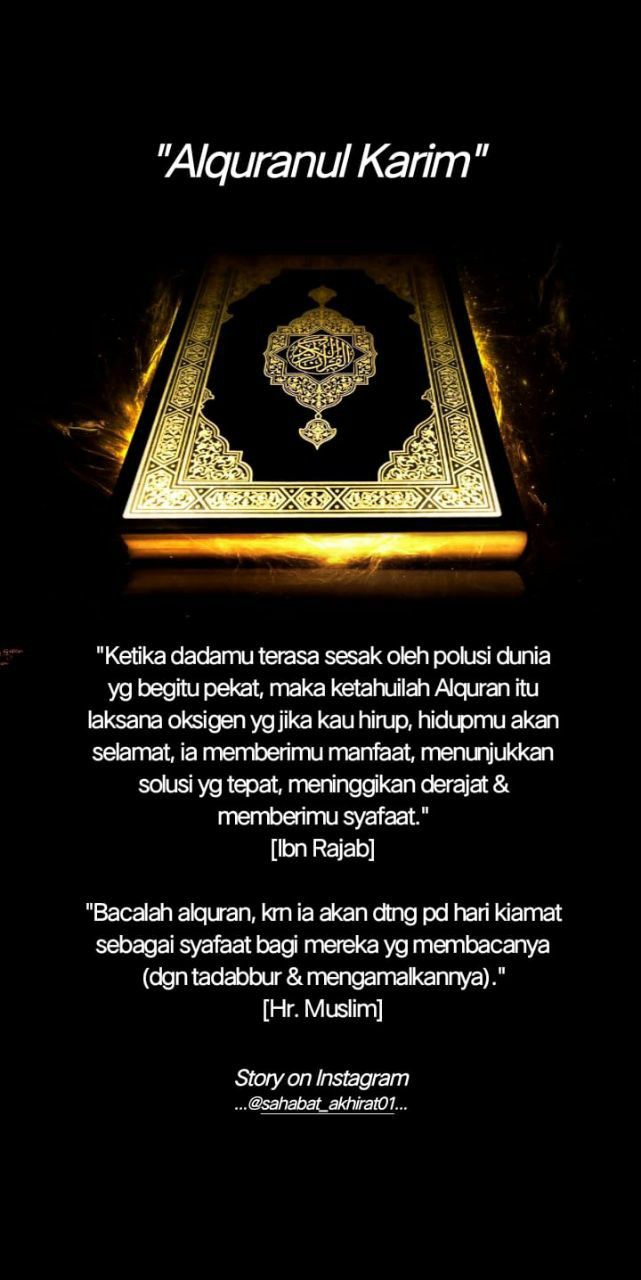 "Alquranul Karim"
القرآن الكريم
"Ketika dadamu terasa sesak oleh polusi dunia
yg begitu pekat, maka ketahuilah Alquran itu
laksana oksigen yg jika kau hirup, hidupmu akan
selamat, ia memberimu manfaat, menunjukkan
solusi yg tepat, meninggikan derajat &
memberimu syafaat."
[Ibn Rajab]
"Bacalah alquran, krn ia akan dtng pd hari kiamat
sebagai syafaat bagi mereka yg membacanya
(dgn tadabbur & mengamalkannya)."
[Hr. Muslim]
Story on Instagram
...@sahabat_akhirat01...